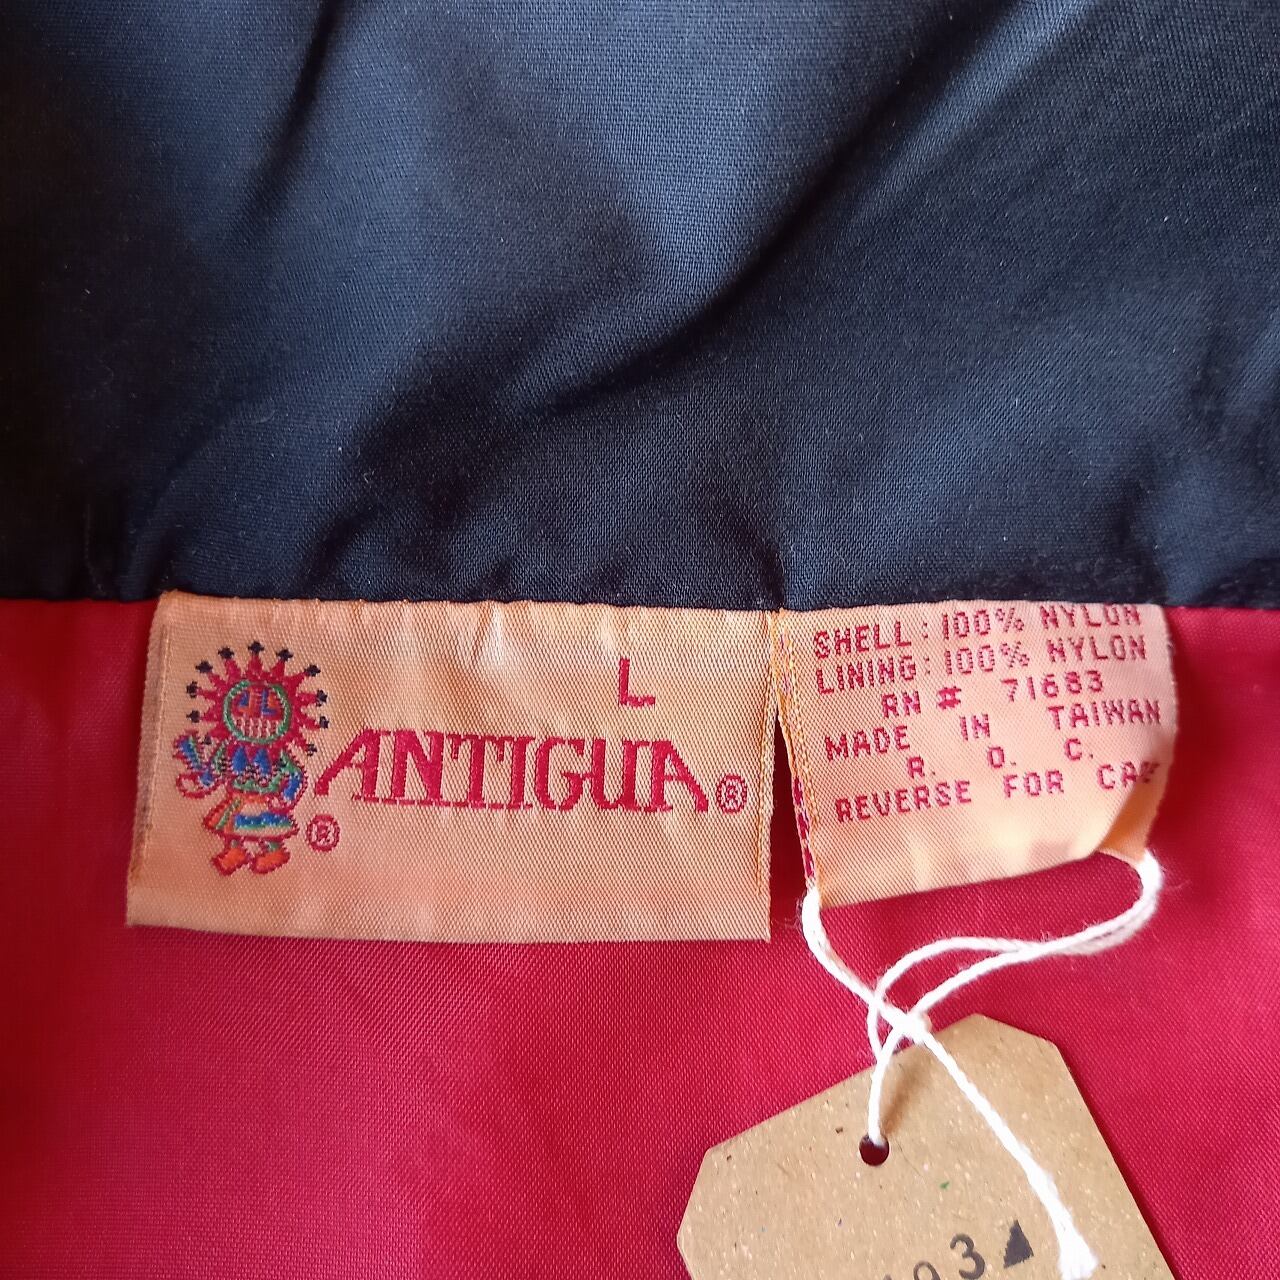 L
ANTIGUA®
®
SHELL: 100% NYLON
LINING: 100% NYLON
RN # 71683
MADE IN TAIWAN
R. O. C.
REVERSE FOR